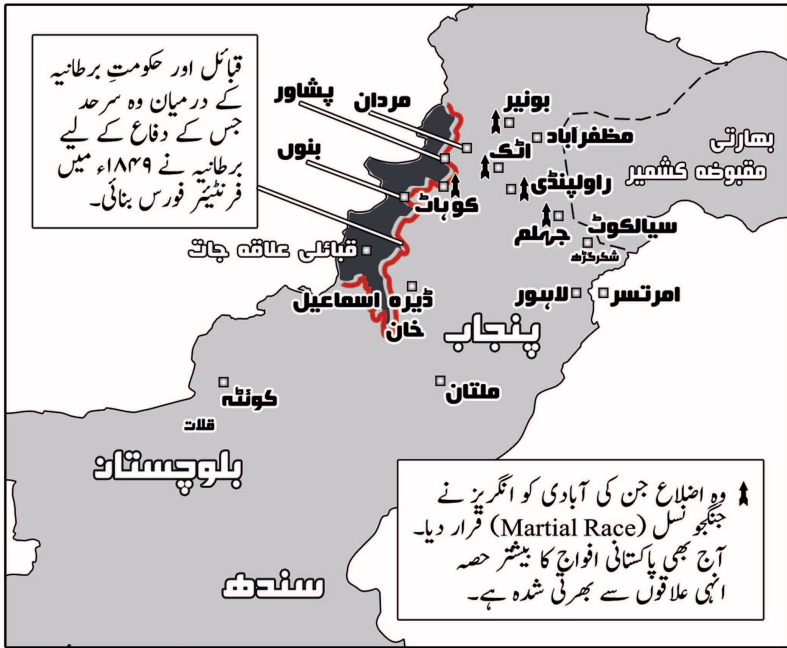 قبائل اور حکومتِ برطانیہ
کے درمیان وہ سرحد
جس کے دفاع کے لیے
برطانیہ نے ۱۸۴۹ء میں
فرنٹیئر فورس بنائی۔
پشاور
مردان
بنوں
بونیر
مظفرآباد
اٹک
راولپنڈی
کوہاٹ
بھارتی
مقبوضہ کشمیر
سیالکوٹ
جہلم
شکرگڑھ
قبائلی علاقہ جات
ڈیرہ اسماعیل
خان
لاہور
امرتسر
پنجاب
ملتان
کوئٹہ
قلات
بلوچستان
سندھ
وہ اضلاع جن کی آبادی کو انگریز نے
جنگجو نسل (Martial Race) قرار دیا۔
آج بھی پاکستانی افواج کا بیشتر حصہ
انہی علاقوں سے بھرتی شدہ ہے۔